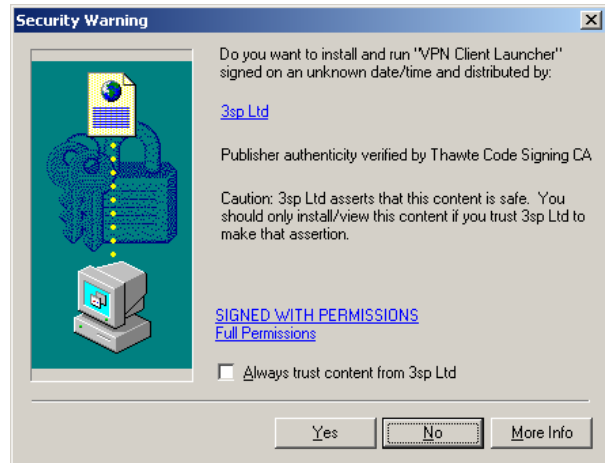 Security Warning
Do you want to install and run "VPN Client Launcher"
signed on an unknown date/time and distributed by:
3sp Ltd
Publisher authenticity verified by Thawte Code Signing CA
Caution: 3sp Ltd asserts that this content is safe. You
should only install/view this content if you trust 3sp Ltd to
make that assertion.
SIGNED WITH PERMISSIONS
Full Permissions
Always trust content from 3sp Ltd
Yes No More Info